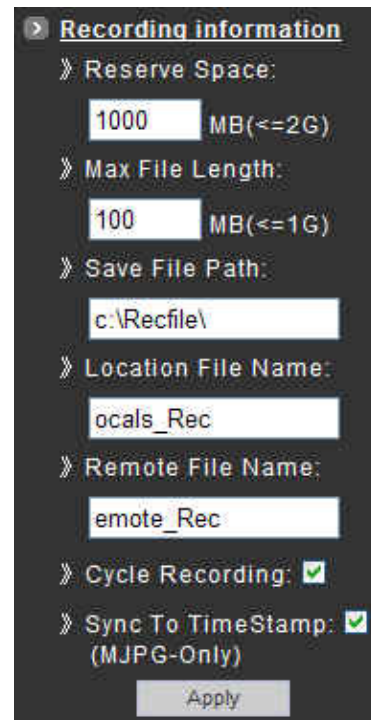 Recording information
》Reserve Space:
1000 MB(<=2G)
》Max File Length:
100 MB(<=1G)
》Save File Path:
c:\Recfile\
》Location File Name:
ocals_Rec
》Remote File Name:
emote_Rec
》Cycle Recording:
》Sync To TimeStamp:
(MJPG-Only)
Apply